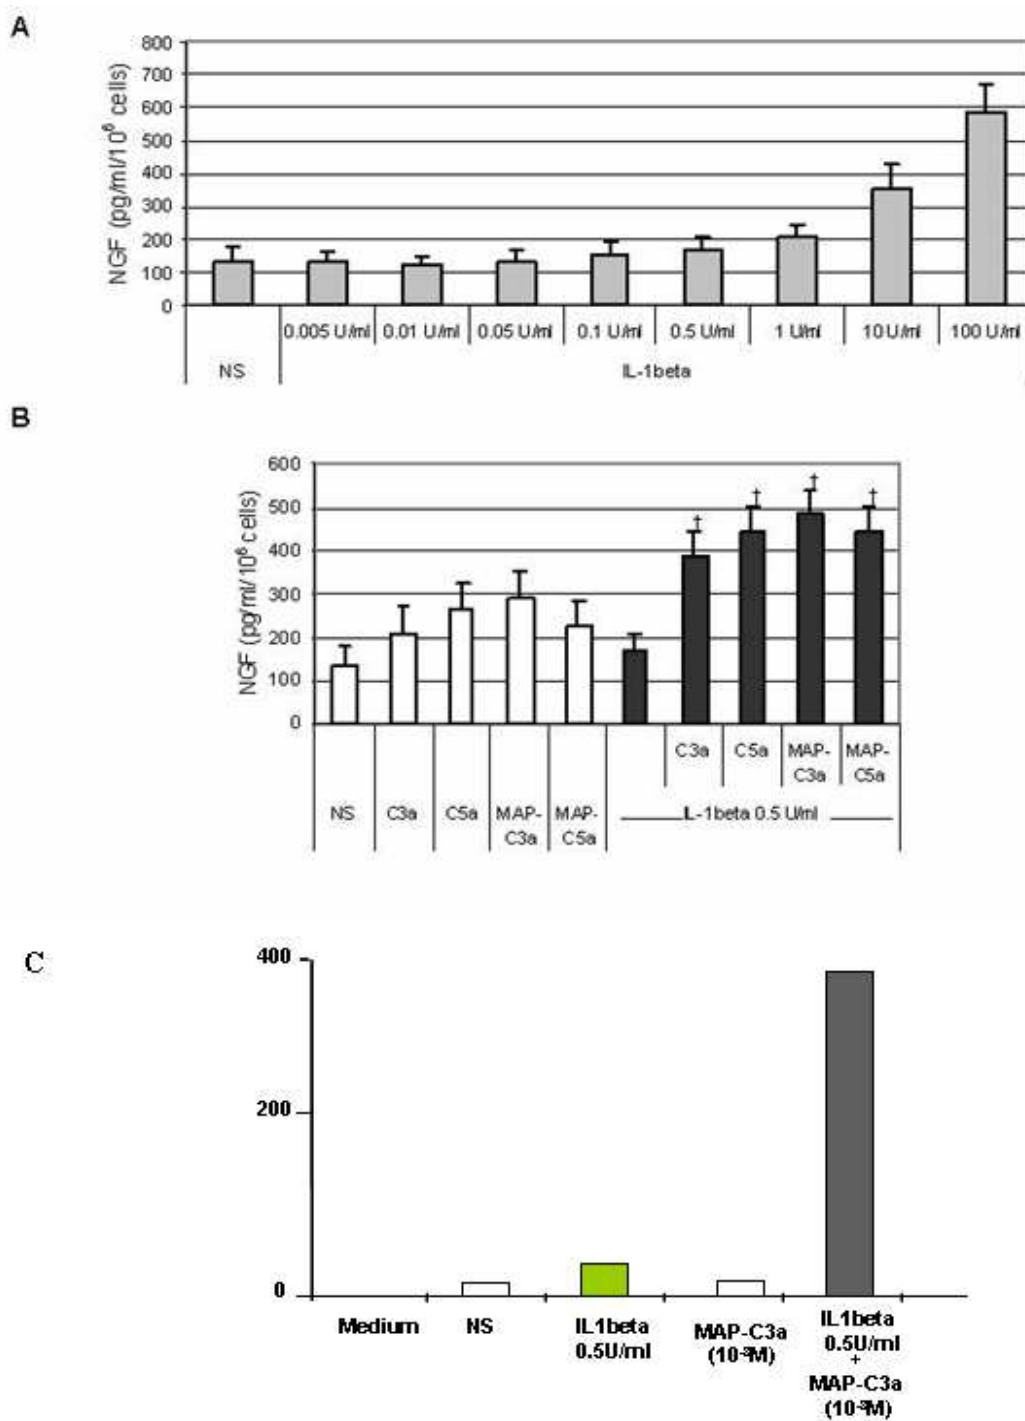 A
800
700
600
500
400
300
200
100
0
NGF (pg/ml/10⁶ cells)
0.005 U/ml 0.01 U/ml 0.05 U/ml 0.1 U/ml 0.5 U/ml 1 U/ml 10 U/ml 100 U/ml
NS IL-1beta
B
600
500
400
300
200
100
0
NGF (pg/ml/10⁶ cells)
† † † †
C3a C5a MAP-C3a MAP-C5a
NS C3a C5a MAP-C3a MAP-C5a IL-1beta 0.5 U/ml
C
400
200
0
Medium NS IL1beta 0.5U/ml MAP-C3a (10⁻⁸M) IL1beta 0.5U/ml + MAP-C3a (10⁻⁸M)